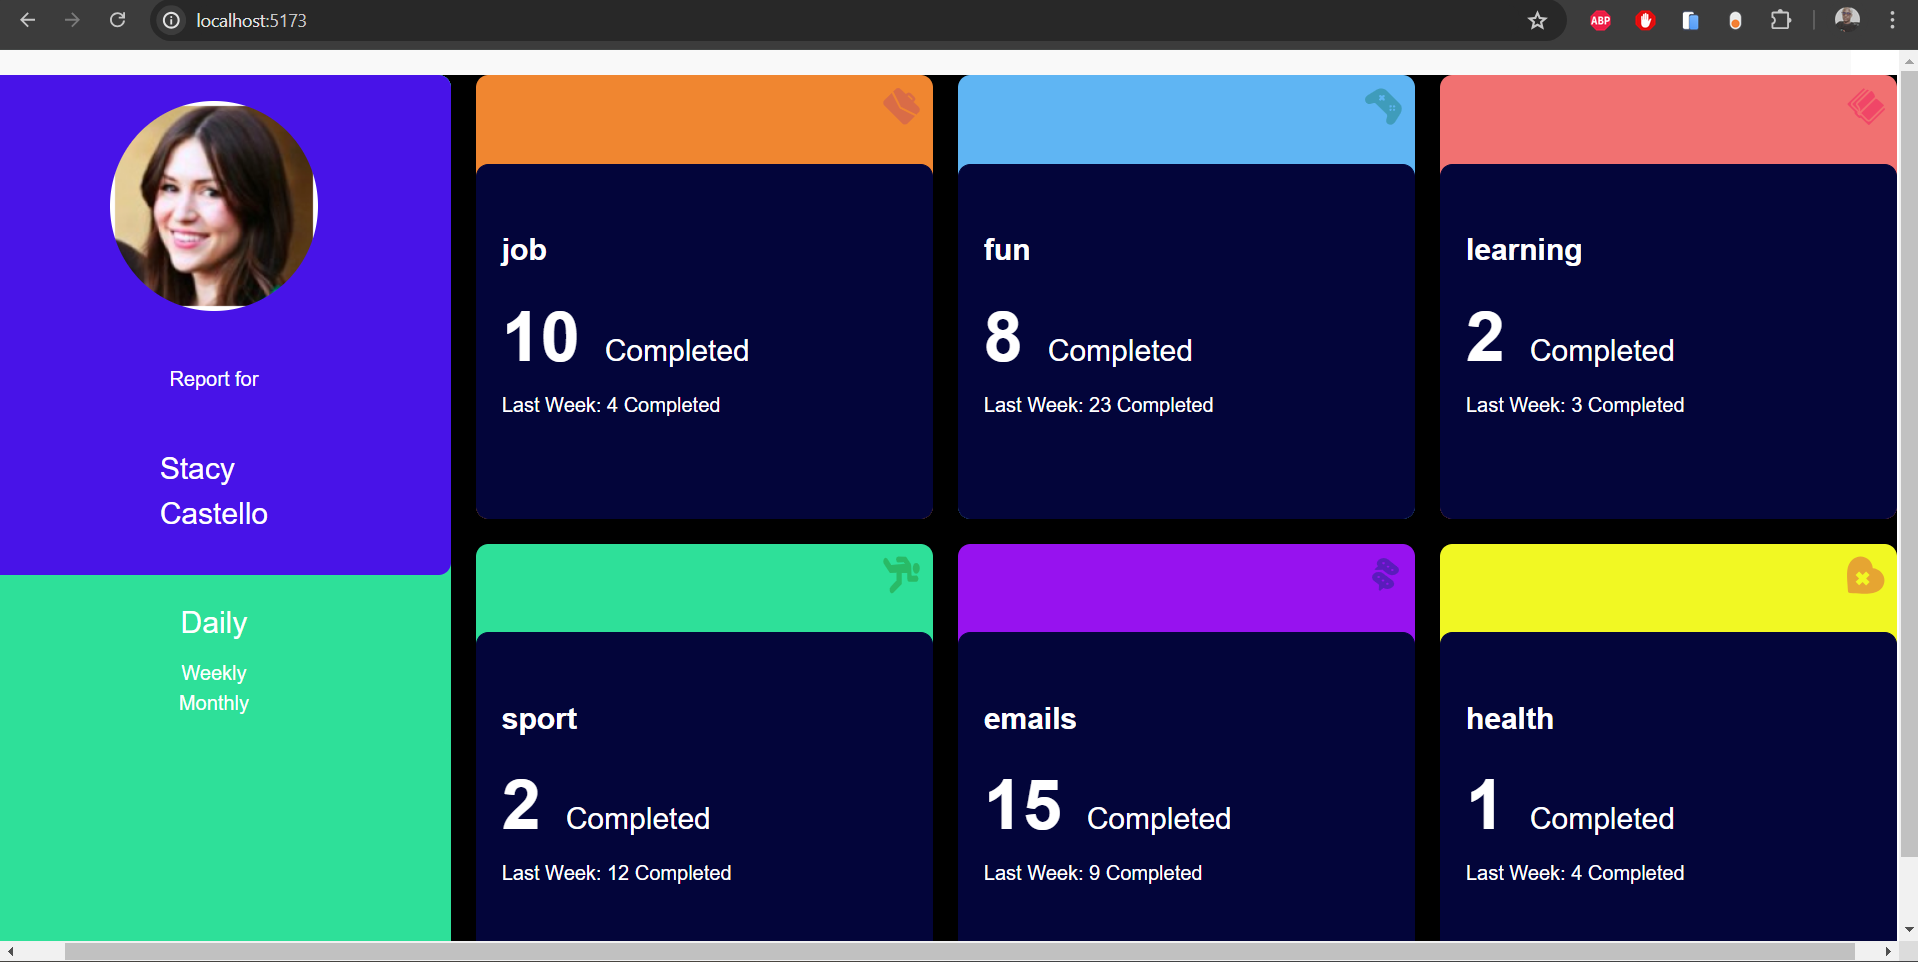 localhost:5173
ABP
Report for
Stacy
Castello
Daily
Weekly
Monthly
job
10 Completed
Last Week: 4 Completed
fun
8 Completed
Last Week: 23 Completed
learning
2 Completed
Last Week: 3 Completed
sport
2 Completed
Last Week: 12 Completed
emails
15 Completed
Last Week: 9 Completed
health
1 Completed
Last Week: 4 Completed